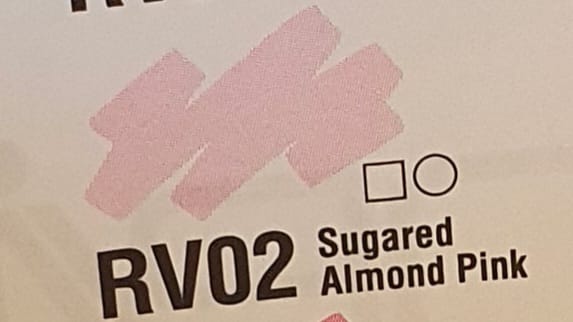 RV02 Sugared
Almond Pink